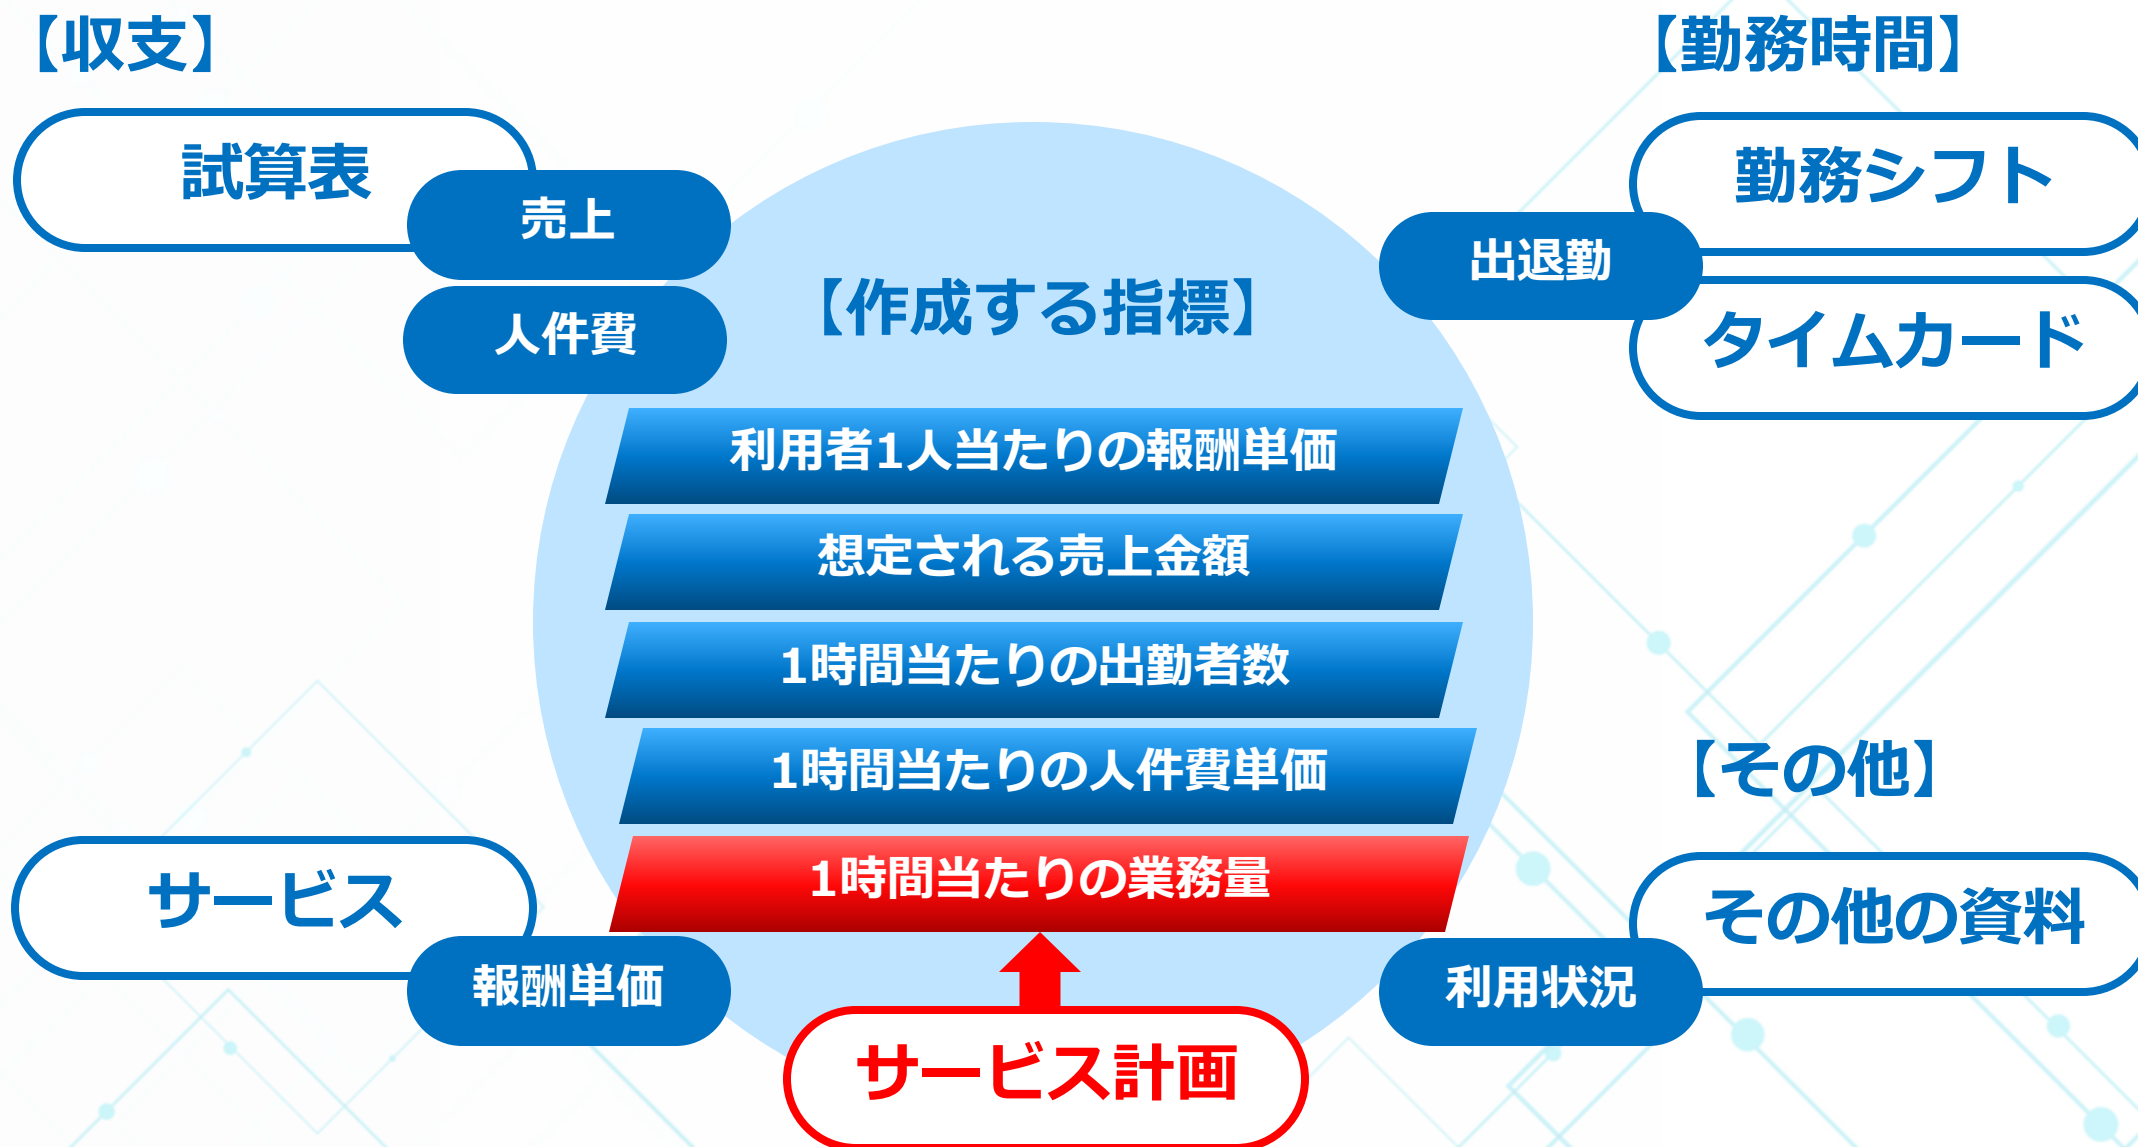 【収支】
試算表
売上
人件費
【勤務時間】
勤務シフト
出退勤
タイムカード
【作成する指標】
利用者1人当たりの報酬単価
想定される売上金額
1時間当たりの出勤者数
1時間当たりの人件費単価
1時間当たりの業務量
サービス
報酬単価
サービス計画
【その他】
その他の資料
利用状況